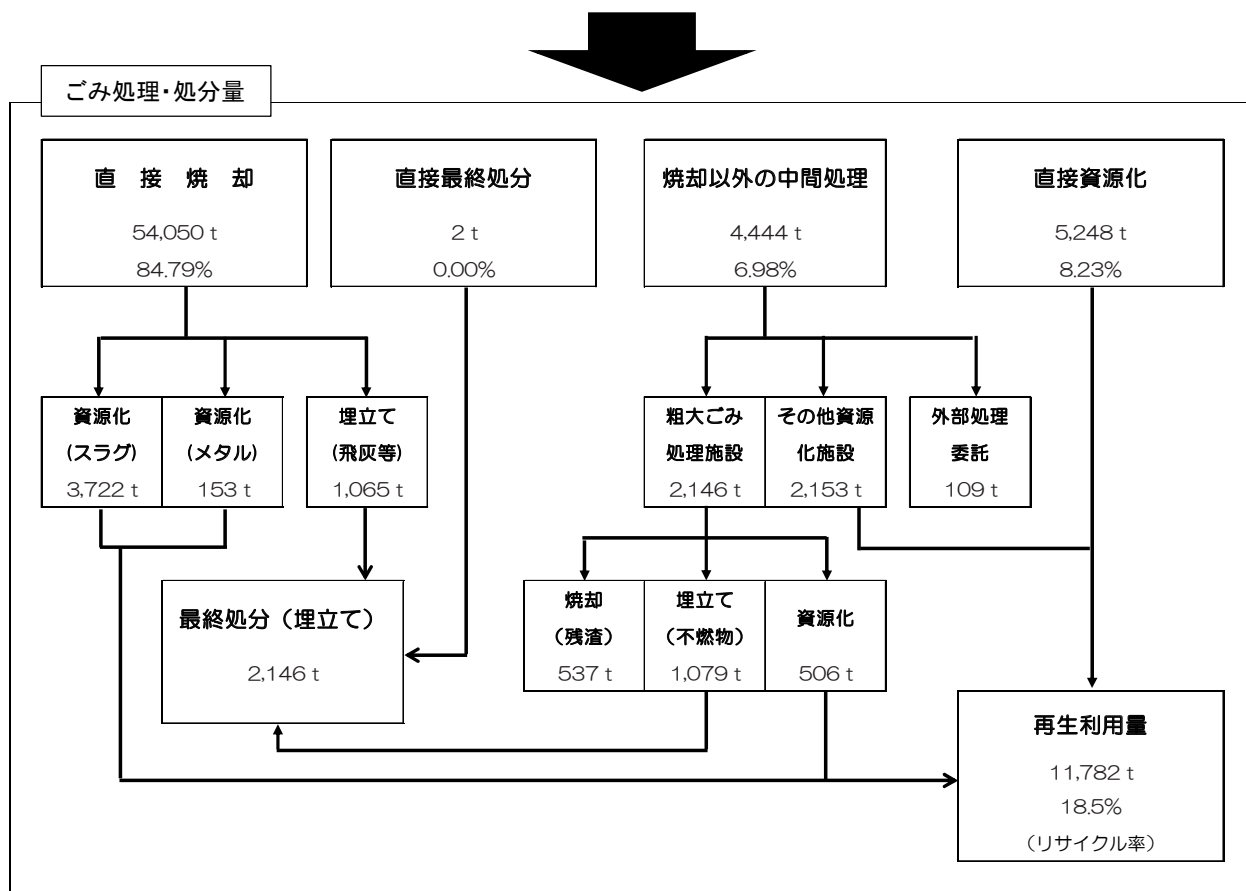 ごみ処理・処分量
直 接 焼 却
54,050 t
84.79%
直接最終処分
2 t
0.00%
焼却以外の中間処理
4,444 t
6.98%
直接資源化
5,248 t
8.23%
資源化
(スラグ)
3,722 t
資源化
(メタル)
153 t
埋立て
(飛灰等)
1,065 t
粗大ごみ
処理施設
2,146 t
その他資源
化施設
2,153 t
外部処理
委託
109 t
最終処分（埋立て）
2,146 t
焼却
（残渣）
537 t
埋立て
（不燃物）
1,079 t
資源化
506 t
再生利用量
11,782 t
18.5%
（リサイクル率）